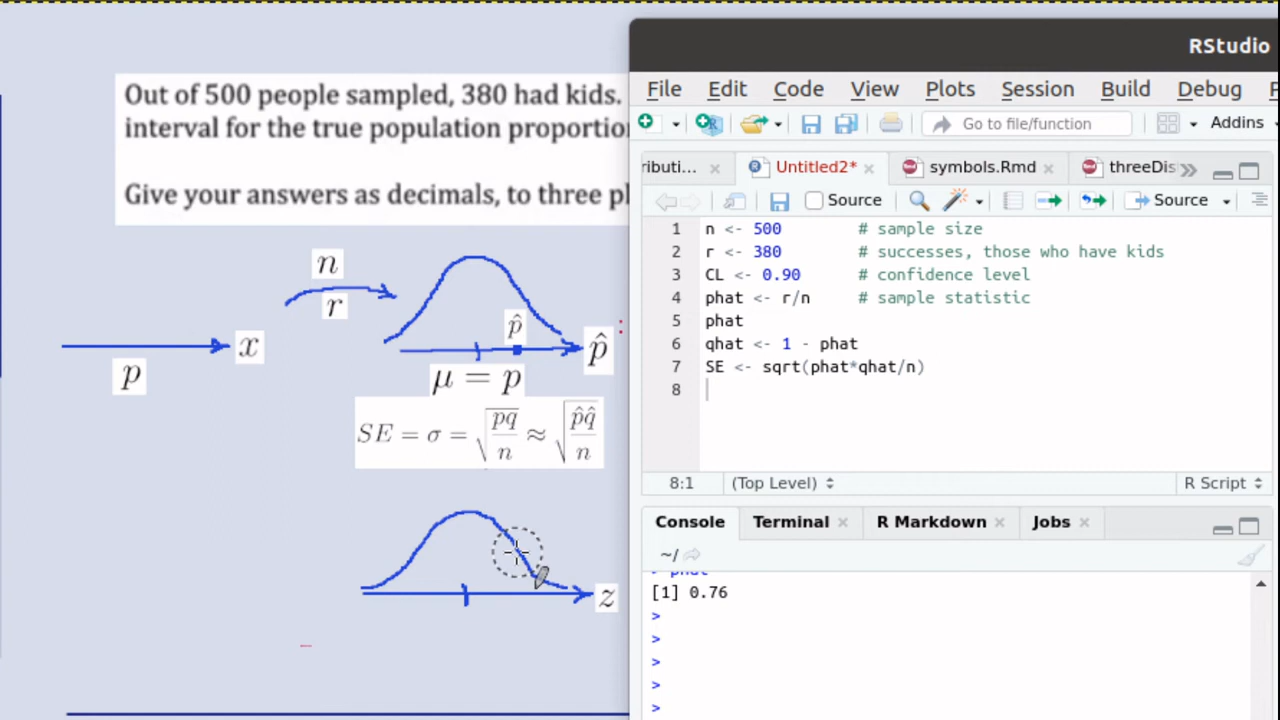 Out of 500 people sampled, 380 had kids.
interval for the true population proportio
Give your answers as decimals, to three pl
n
r
x
p
p̂
:
p̂
μ = p
SE = σ = √(pq/n) ≈ √(p̂q̂/n)
z
RStudio
File Edit Code View Plots Session Build Debug P
Go to file/function Addins
ributi... × Untitled2* × symbols.Rmd × threeDis
Source Source
1 n <- 500 # sample size
2 r <- 380 # successes, those who have kids
3 CL <- 0.90 # confidence level
4 phat <- r/n # sample statistic
5 phat
6 qhat <- 1 - phat
7 SE <- sqrt(phat*qhat/n)
8
8:1 (Top Level) R Script
Console Terminal × R Markdown × Jobs ×
~/
> phat
[1] 0.76
>
>
>
>
>